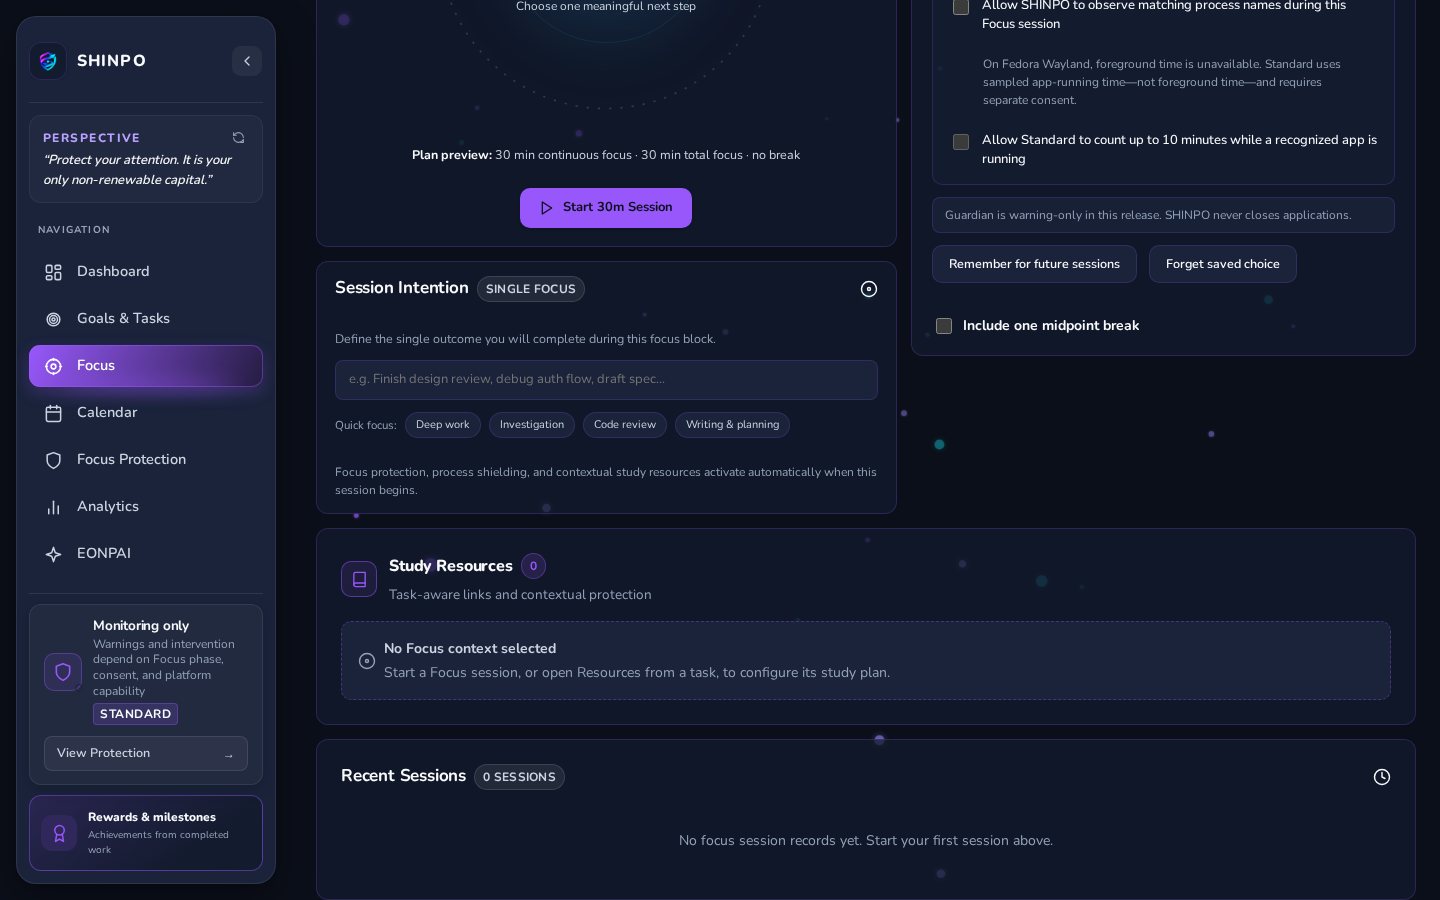 SHINPO
PERSPECTIVE
“Protect your attention. It is your
only non-renewable capital.”
NAVIGATION
Dashboard
Goals & Tasks
Focus
Calendar
Focus Protection
Analytics
EONPAI
Monitoring only
Warnings and intervention
depend on Focus phase,
consent, and platform
capability
STANDARD
View Protection →
Rewards & milestones
Achievements from completed
work
Choose one meaningful next step
Plan preview: 30 min continuous focus · 30 min total focus · no break
Start 30m Session
Session Intention SINGLE FOCUS
Define the single outcome you will complete during this focus block.
e.g. Finish design review, debug auth flow, draft spec...
Quick focus: Deep work Investigation Code review Writing & planning
Focus protection, process shielding, and contextual study resources activate automatically when this
session begins.
Allow SHINPO to observe matching process names during this
Focus session
On Fedora Wayland, foreground time is unavailable. Standard uses
sampled app-running time—not foreground time—and requires
separate consent.
Allow Standard to count up to 10 minutes while a recognized app is
running
Guardian is warning-only in this release. SHINPO never closes applications.
Remember for future sessions Forget saved choice
Include one midpoint break
Study Resources 0
Task-aware links and contextual protection
No Focus context selected
Start a Focus session, or open Resources from a task, to configure its study plan.
Recent Sessions 0 SESSIONS
No focus session records yet. Start your first session above.